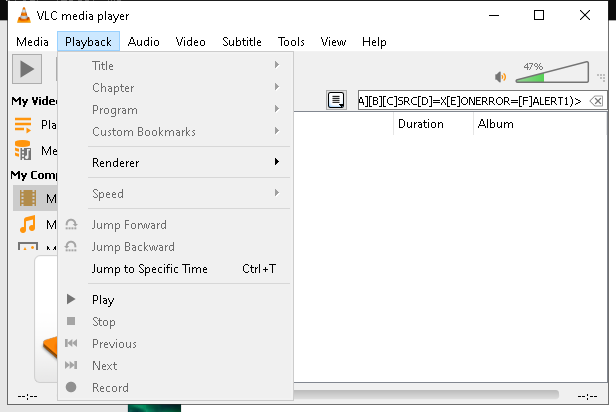 VLC media player
Media Playback Audio Video Subtitle Tools View Help
Title
47%
Chapter
My Vide
Program
A][B][C]SRC[D]=X[E]ONERROR=[F]ALERT1)>
Pla
Custom Bookmarks
Duration Album
Me
Renderer
My Comp
M
Speed
M
Jump Forward
Jump Backward
Jump to Specific Time Ctrl+T
Play
Stop
Previous
Next
Record
--:-- --:--